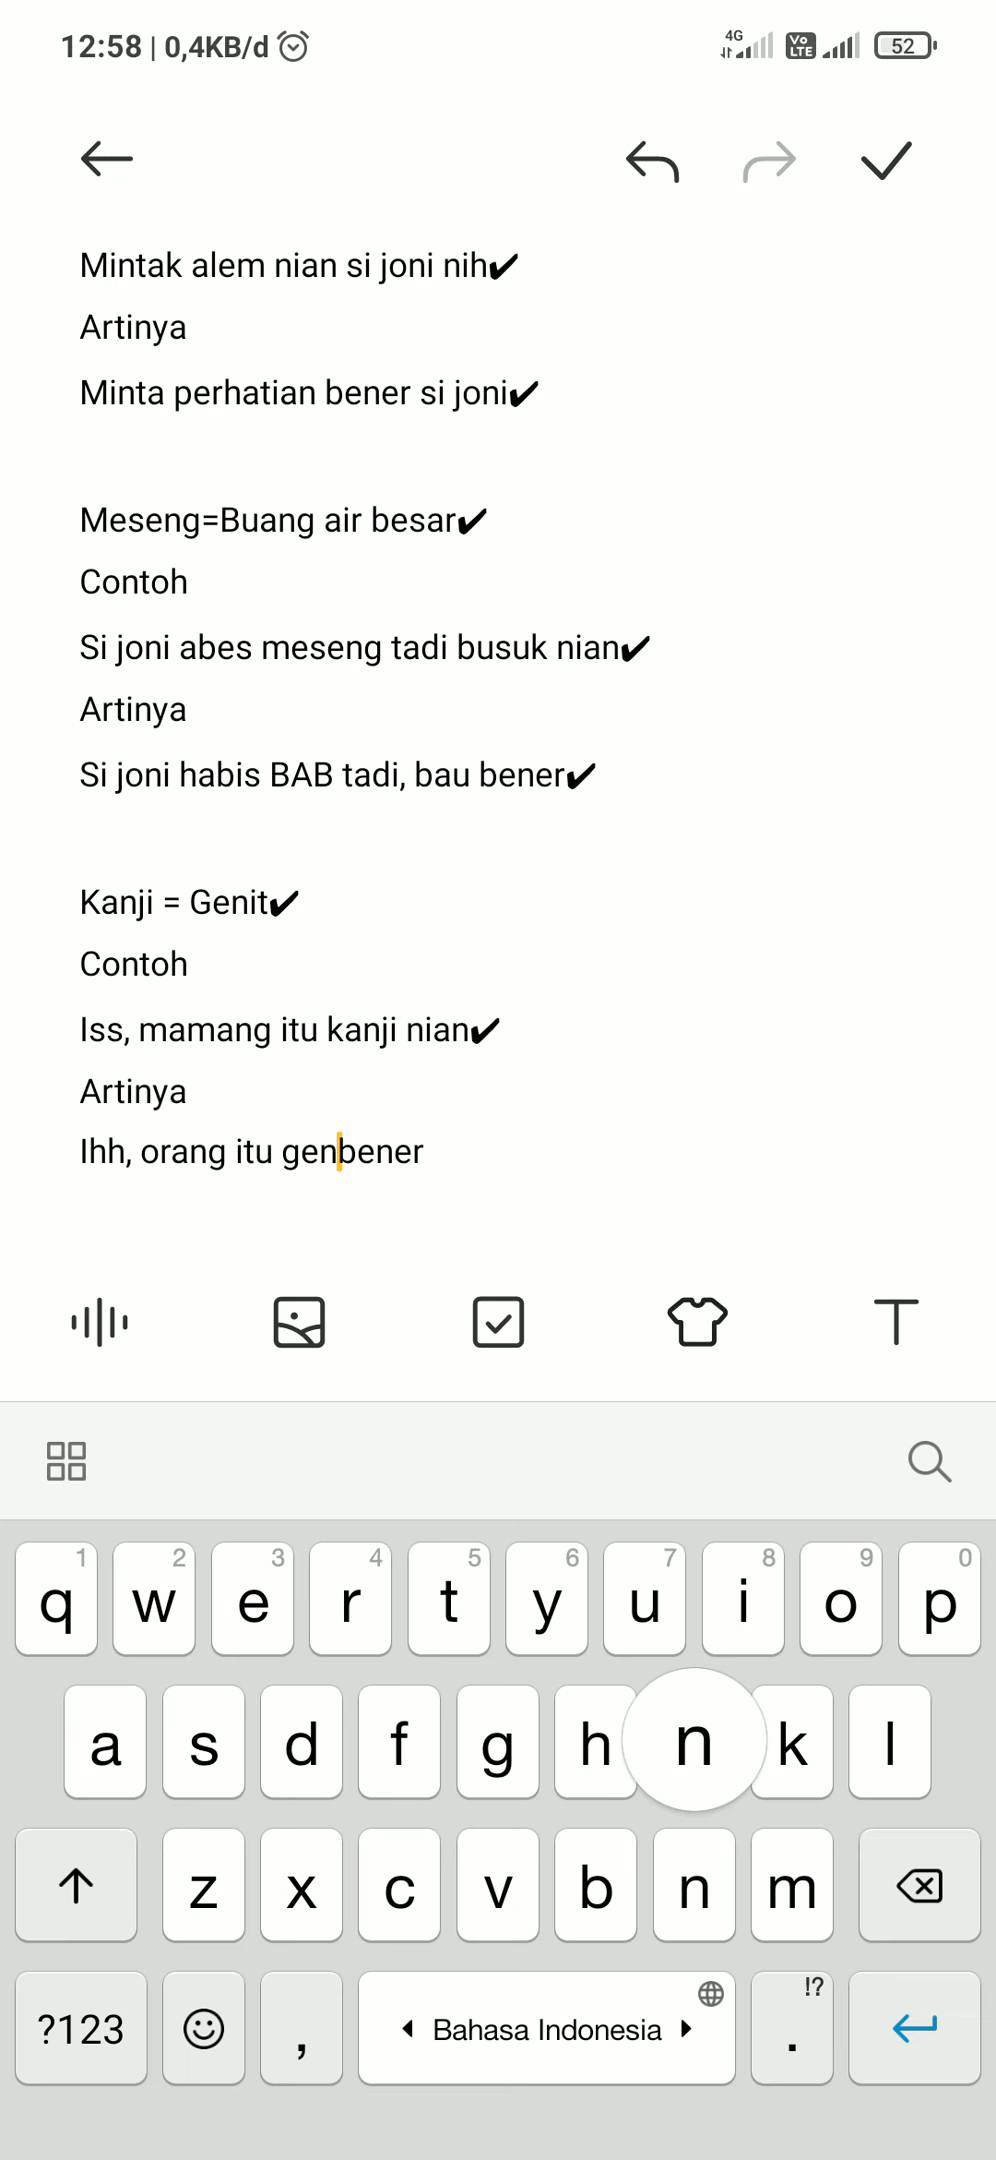 12:58 | 0,4KB/d 4G Vo LTE 52
Mintak alem nian si joni nih✔
Artinya
Minta perhatian bener si joni✔
Meseng=Buang air besar✔
Contoh
Si joni abes meseng tadi busuk nian✔
Artinya
Si joni habis BAB tadi, bau bener✔
Kanji = Genit✔
Contoh
Iss, mamang itu kanji nian✔
Artinya
Ihh, orang itu genbener
T
1 2 3 4 5 6 7 8 9 0
q w e r t y u i o p
a s d f g h n k l
z x c v b n m
?123 , Bahasa Indonesia !? .